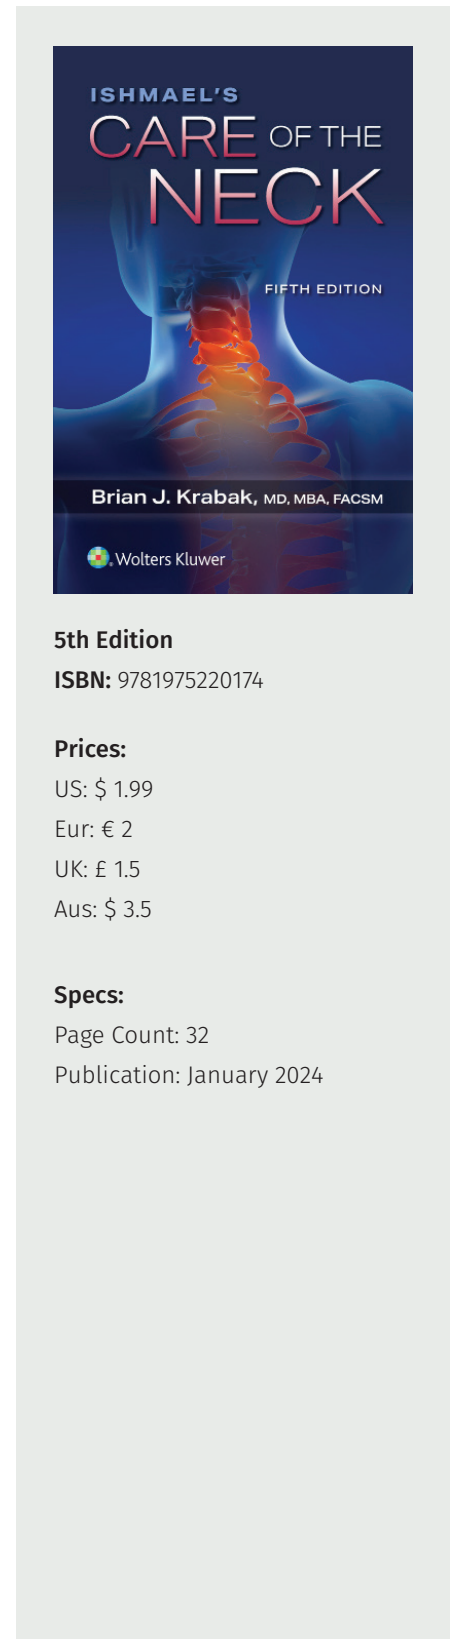 ISHMAEL'S
CARE OF THE
NECK
FIFTH EDITION
Brian J. Krabak, MD, MBA, FACSM
Wolters Kluwer
5th Edition
ISBN: 9781975220174
Prices:
US: $ 1.99
Eur: € 2
UK: £ 1.5
Aus: $ 3.5
Specs:
Page Count: 32
Publication: January 2024